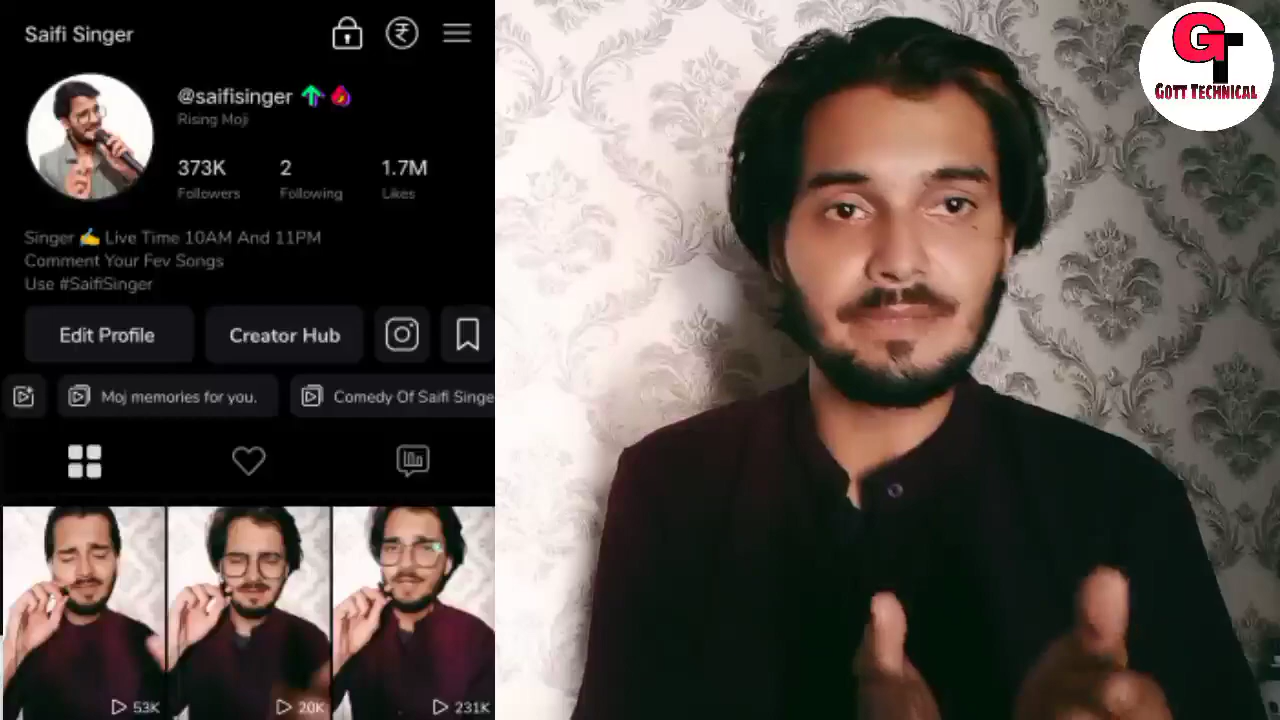 Saifi Singer
@saifisinger
Rising Moji
373K 2 1.7M
Followers Following Likes
Singer ✍️ Live Time 10AM And 11PM
Comment Your Fev Songs
Use #SaifiSinger
Edit Profile Creator Hub
Moj memories for you. Comedy Of Saifi Singe
53K 20K 231K
GT
GOTT TECHNICAL